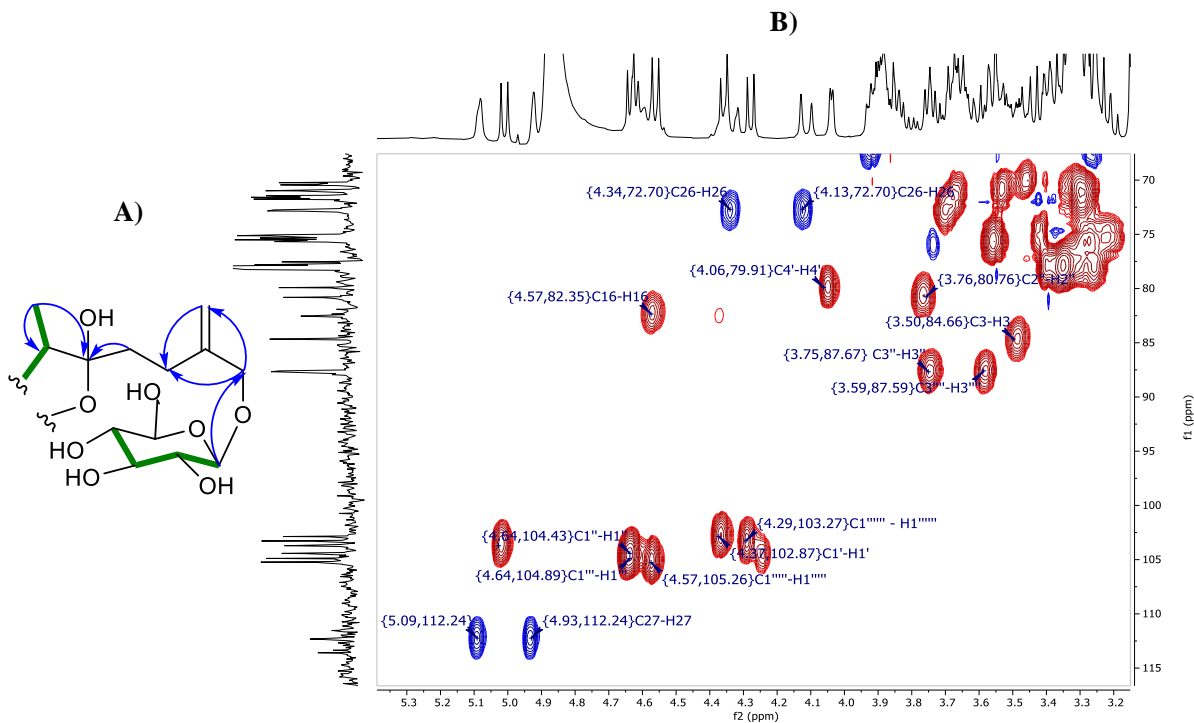 B)
A)
OH
O
O
HO
O
HO
HO
OH
{4.34,72.70}C26-H26
{4.13,72.70}C26-H26
{4.06,79.91}C4'-H4'
{3.76,80.76}C2"-H2"
{4.57,82.35}C16-H16
{3.50,84.66}C3-H3
{3.75,87.67} C3"-H3"
{3.59,87.59}C3""-H3""
{4.29,103.27}C1""" - H1"""
{4.64,104.43}C1"-H1"
{4.37,102.87}C1'-H1'
{4.64,104.89}C1'"-H1'"
{4.57,105.26}C1""'-H1""'
{5.09,112.24}
{4.93,112.24}C27-H27
70
75
80
85
90
95
100
105
110
115
f1 (ppm)
5.3 5.2 5.1 5.0 4.9 4.8 4.7 4.6 4.5 4.4 4.3 4.2 4.1 4.0 3.9 3.8 3.7 3.6 3.5 3.4 3.3 3.2
f2 (ppm)